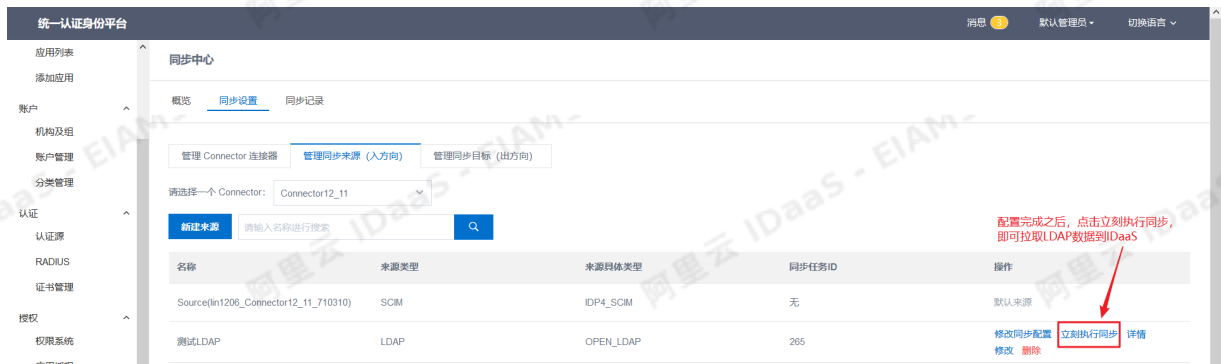 统一认证身份平台
消息 3 默认管理员 切换语言
应用列表
添加应用
账户
机构及组
账户管理
分类管理
认证
认证源
RADIUS
证书管理
授权
权限系统
同步中心
概览 同步设置 同步记录
管理 Connector 连接器 管理同步来源（入方向） 管理同步目标（出方向）
请选择一个 Connector： Connector12_11
新建来源 请输入名称进行搜索
配置完成之后，点击立刻执行同步，
即可拉取LDAP数据到IDaaS
名称 来源类型 来源具体类型 同步任务ID 操作
Source(lin1206_Connector12_11_710310) SCIM IDP4_SCIM 无 默认来源
测试LDAP LDAP OPEN_LDAP 265 修改同步配置 立刻执行同步 详情
修改 删除
阿里云 IDaaS - EIAM